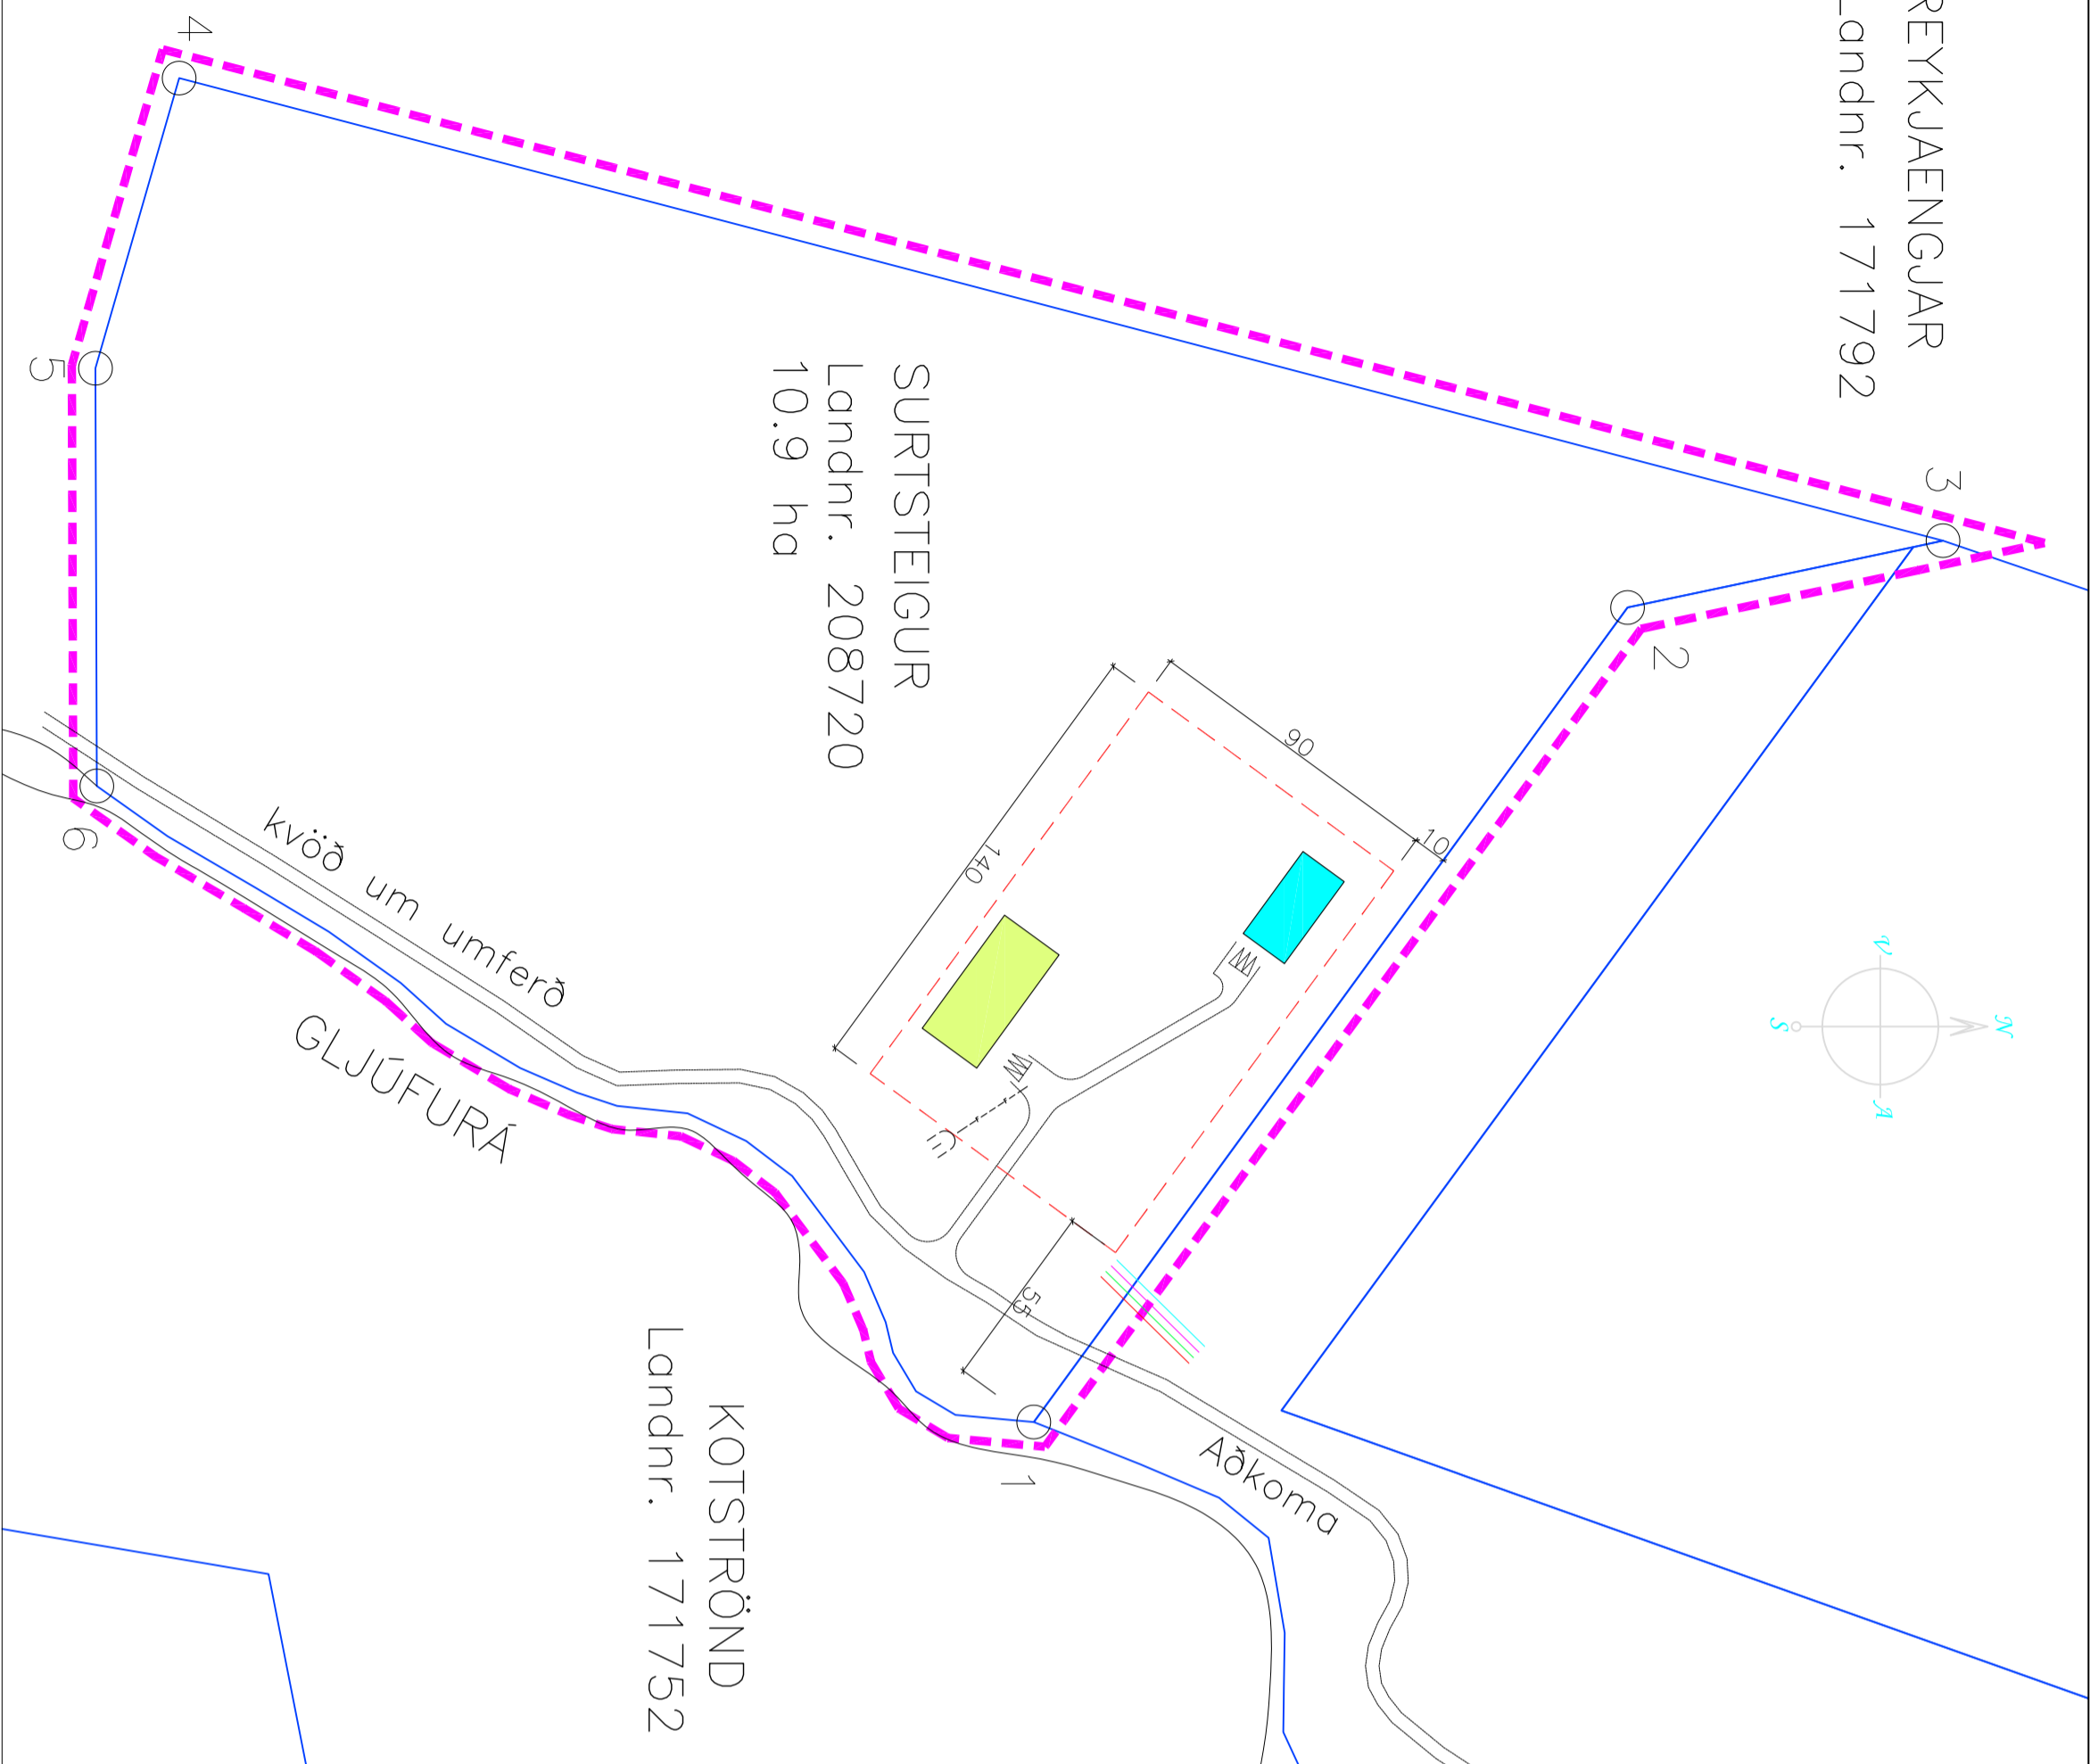 REYKJAENGJAR
Landnr. 171792
4
3
5
2
SURTSTEIGUR
Landnr. 208720
10.9 ha
90
10
140
6
kvöð um umferð
GLJÚFURÁ
V
N
S
A
55
1
Aðkoma
KOTSTRÖND
Landnr. 171752